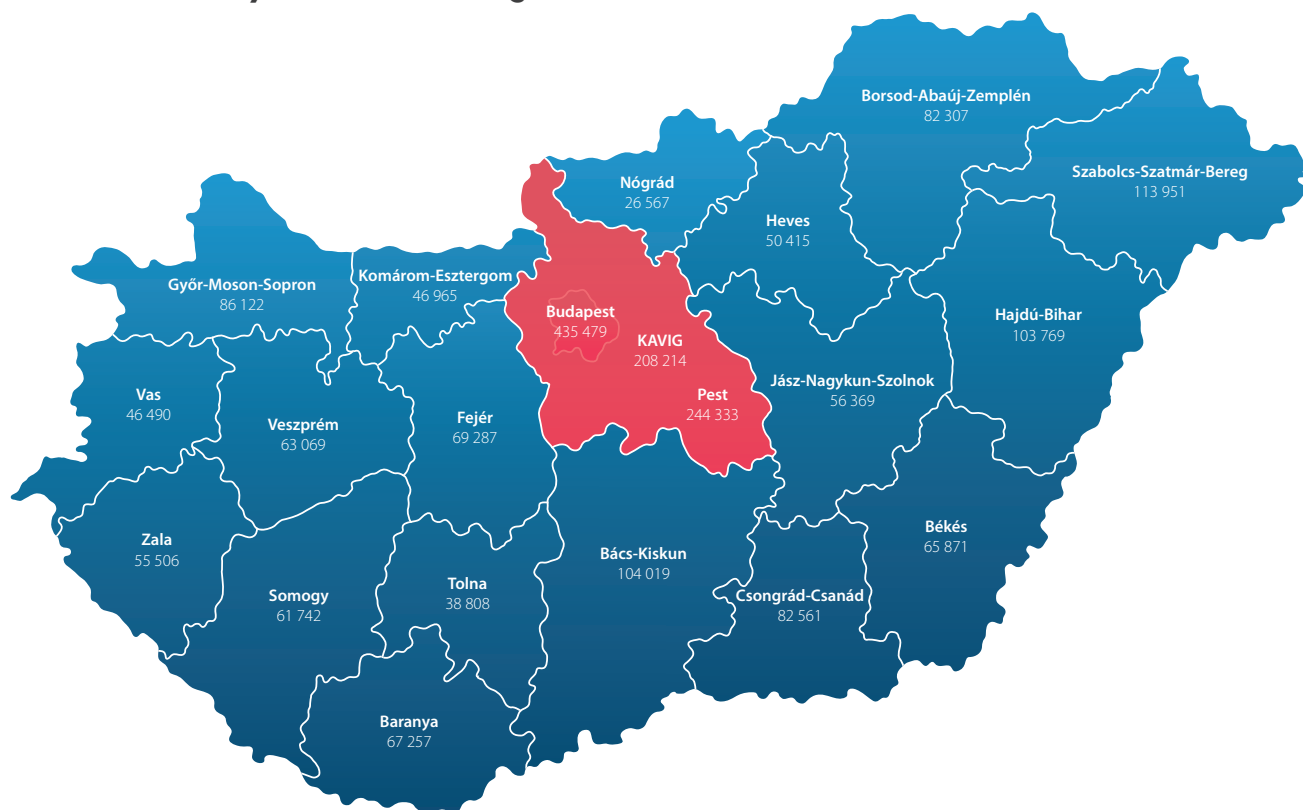 Borsod-Abaúj-Zemplén
82 307
Szabolcs-Szatmár-Bereg
113 951
Nógrád
26 567
Heves
50 415
Komárom-Esztergom
46 965
Győr-Moson-Sopron
86 122
Budapest
435 479
KAVIG
208 214
Hajdú-Bihar
103 769
Jász-Nagykun-Szolnok
56 369
Pest
244 333
Vas
46 490
Veszprém
63 069
Fejér
69 287
Békés
65 871
Zala
55 506
Bács-Kiskun
104 019
Tolna
38 808
Somogy
61 742
Csongrád-Csanád
82 561
Baranya
67 257